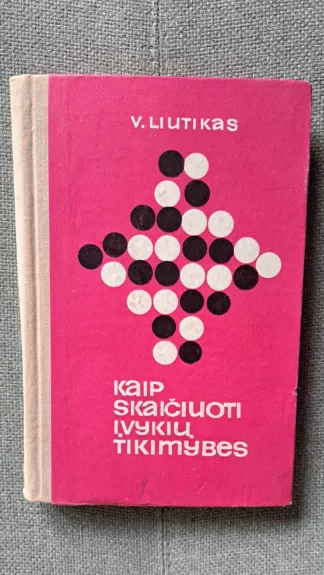 V. LIUTIKAS
KAIP
SKAIČIUOTI
ĮVYKIŲ
TIKIMYBES